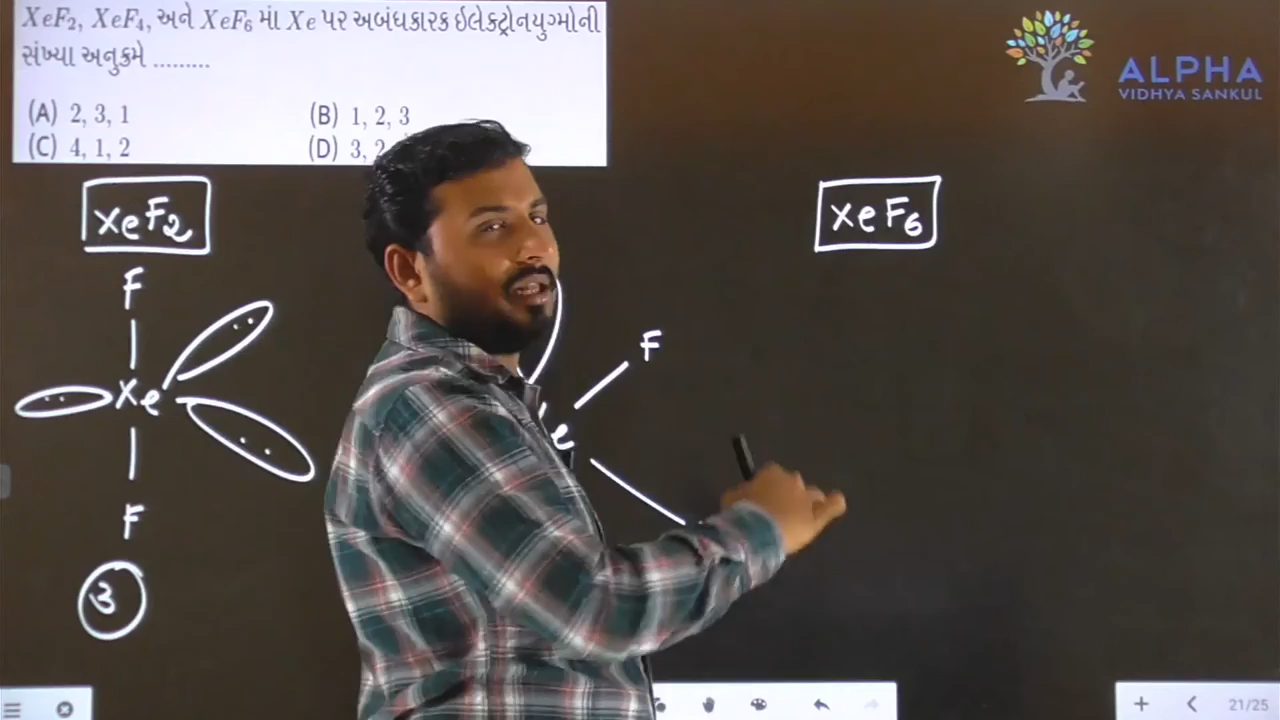 XeF₂, XeF₄, અને XeF₆ માં Xe પર અબંધકારક ઇલેક્ટ્રોનયુગ્મોની
સંખ્યા અનુક્રમે .........
(A) 2, 3, 1 (B) 1, 2, 3
(C) 4, 1, 2 (D) 3, 2
ALPHA
VIDHYA SANKUL
XeF₂
XeF₆
F
F
Xe
e
F
3
21/25